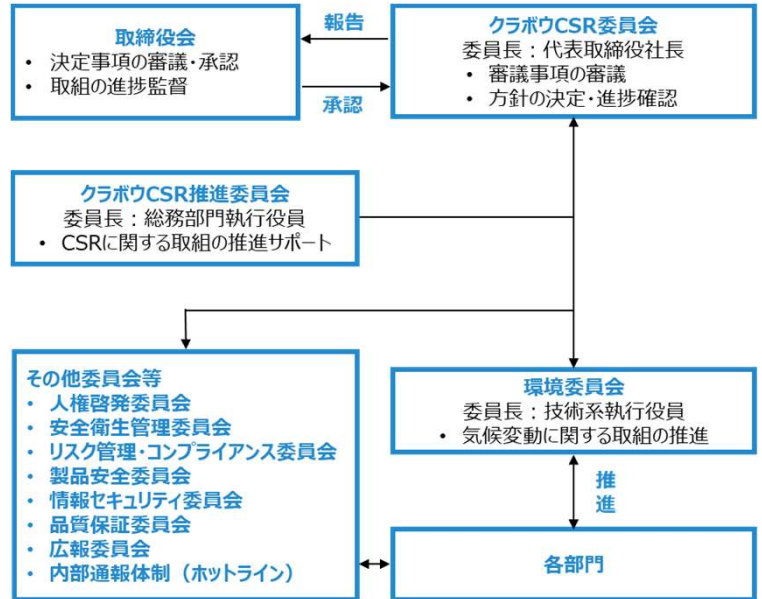 取締役会
• 決定事項の審議・承認
• 取組の進捗監督
報告
承認
クラボウCSR委員会
委員長：代表取締役社長
• 審議事項の審議
• 方針の決定・進捗確認
クラボウCSR推進委員会
委員長：総務部門執行役員
• CSRに関する取組の推進サポート
その他委員会等
• 人権啓発委員会
• 安全衛生管理委員会
• リスク管理・コンプライアンス委員会
• 製品安全委員会
• 情報セキュリティ委員会
• 品質保証委員会
• 広報委員会
• 内部通報体制（ホットライン）
環境委員会
委員長：技術系執行役員
• 気候変動に関する取組の推進
推
進
各部門